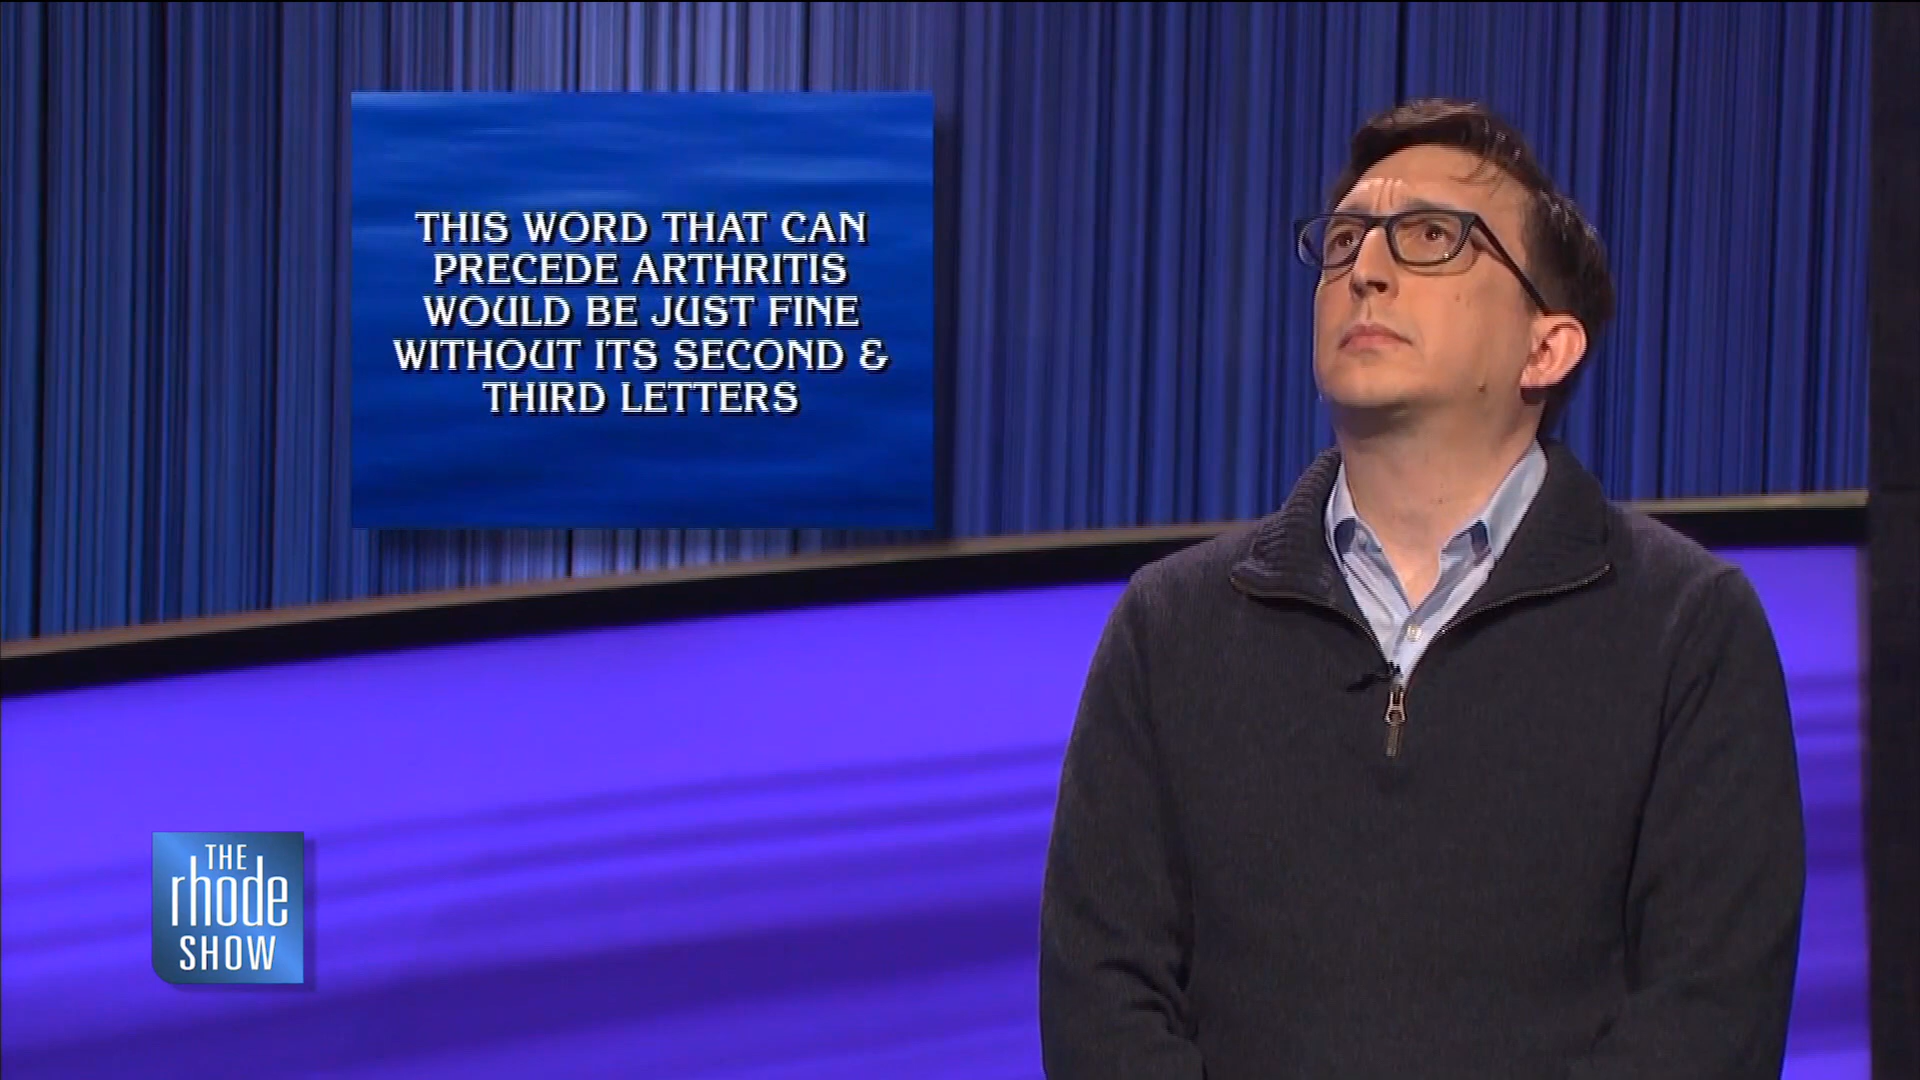 THIS WORD THAT CAN
PRECEDE ARTHRITIS
WOULD BE JUST FINE
WITHOUT ITS SECOND &
THIRD LETTERS
THE
rhode
SHOW